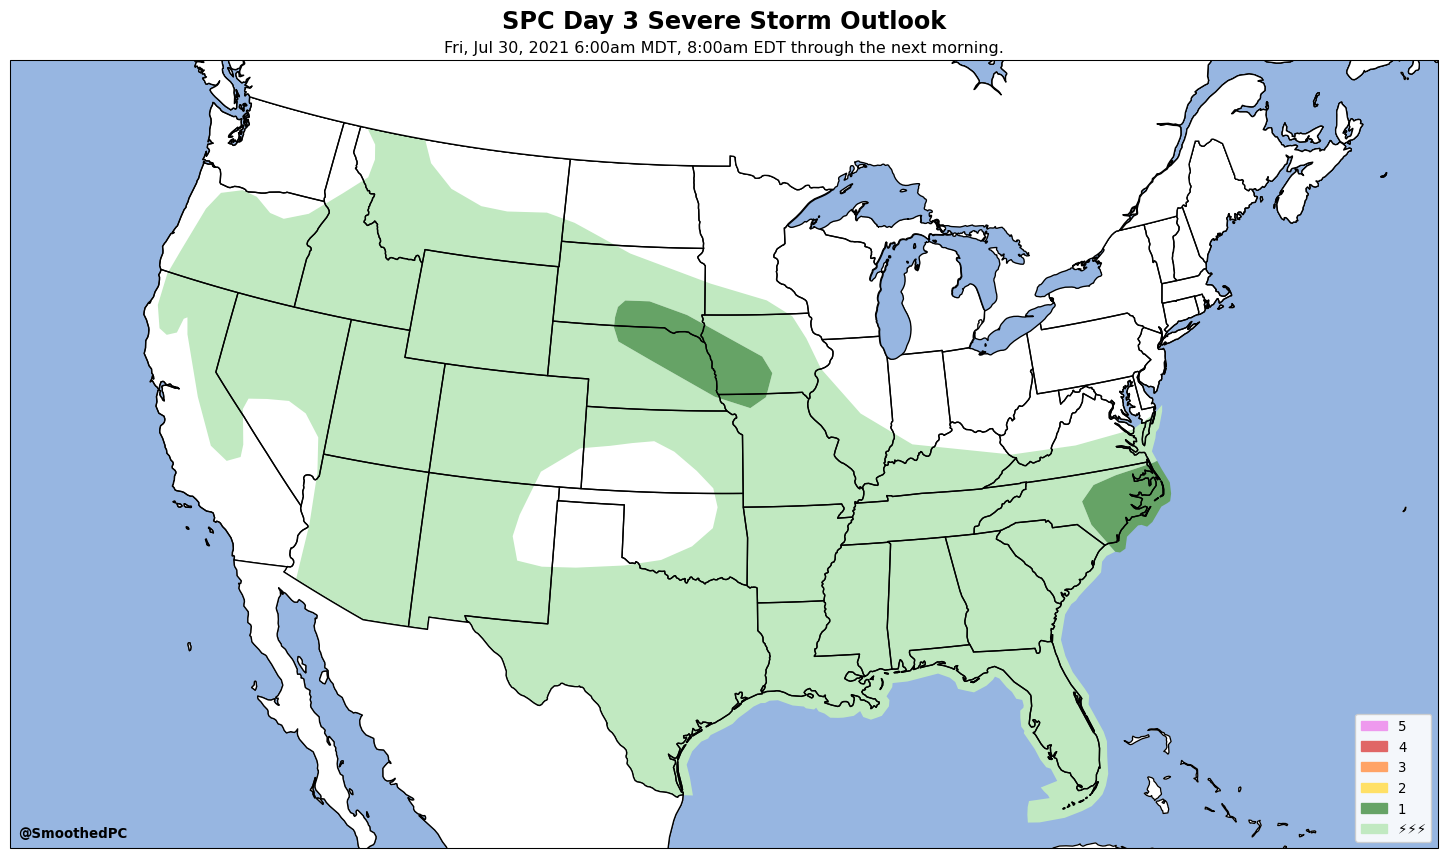 SPC Day 3 Severe Storm Outlook
Fri, Jul 30, 2021 6:00am MDT, 8:00am EDT through the next morning.
5
4
3
2
1
⚡⚡⚡
@SmoothedPC